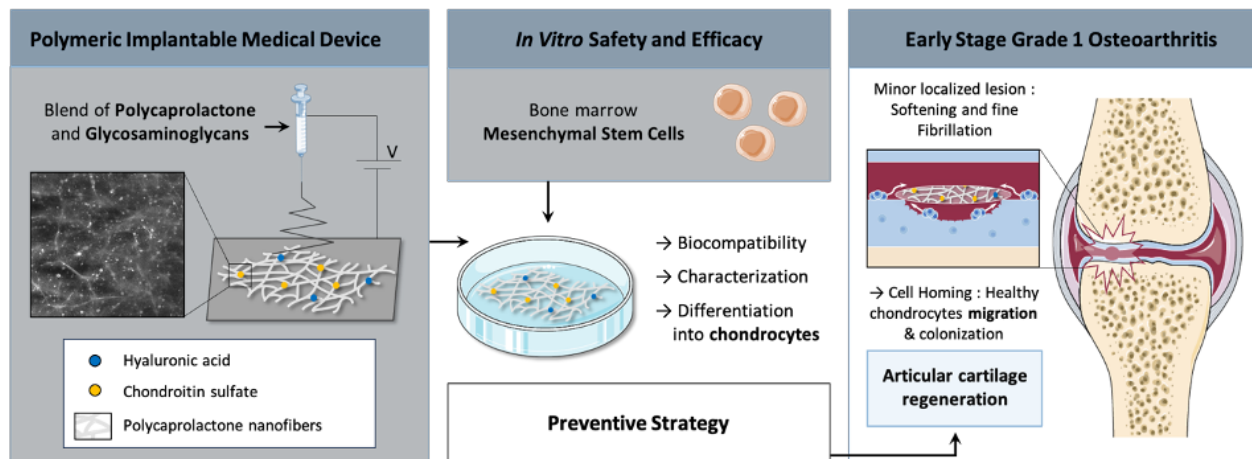 Polymeric Implantable Medical Device
Blend of Polycaprolactone
and Glycosaminoglycans
V
Hyaluronic acid
Chondroitin sulfate
Polycaprolactone nanofibers
In Vitro Safety and Efficacy
Bone marrow
Mesenchymal Stem Cells
→ Biocompatibility
→ Characterization
→ Differentiation
into chondrocytes
Preventive Strategy
Early Stage Grade 1 Osteoarthritis
Minor localized lesion :
Softening and fine
Fibrillation
→ Cell Homing : Healthy
chondrocytes migration
& colonization
Articular cartilage
regeneration